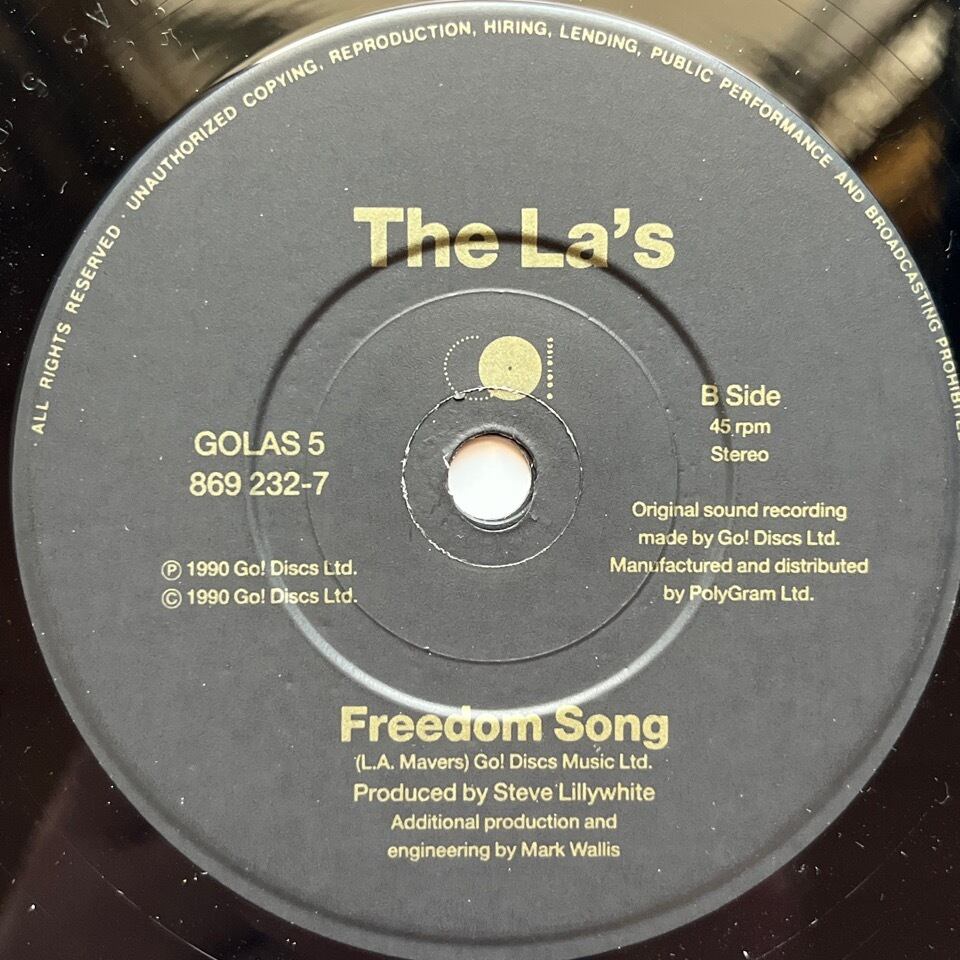 ALL RIGHTS RESERVED · UNAUTHORIZED COPYING, REPRODUCTION, HIRING, LENDING, PUBLIC PERFORMANCE AND BROADCASTING PROHIBITED
The La's
GO! DISCS
B Side
45 rpm
Stereo
GOLAS 5
869 232-7
Original sound recording
made by Go! Discs Ltd.
Manufactured and distributed
by PolyGram Ltd.
Ⓟ 1990 Go! Discs Ltd.
© 1990 Go! Discs Ltd.
Freedom Song
(L.A. Mavers) Go! Discs Music Ltd.
Produced by Steve Lillywhite
Additional production and
engineering by Mark Wallis